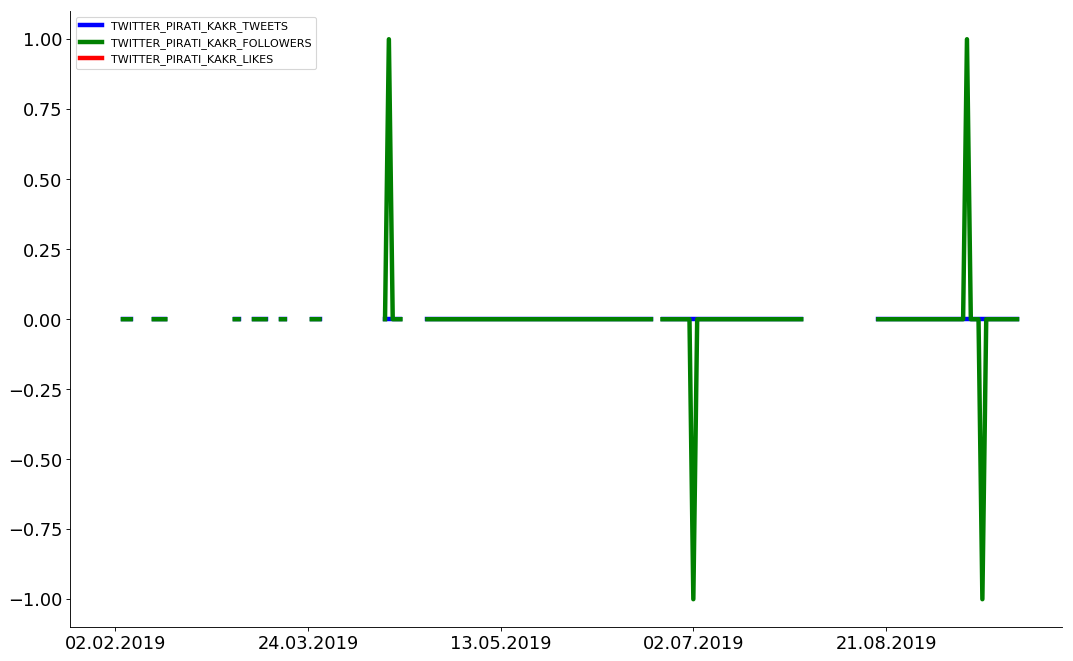 TWITTER_PIRATI_KAKR_TWEETS
TWITTER_PIRATI_KAKR_FOLLOWERS
TWITTER_PIRATI_KAKR_LIKES
1.00
0.75
0.50
0.25
0.00
−0.25
−0.50
−0.75
−1.00
02.02.2019 24.03.2019 13.05.2019 02.07.2019 21.08.2019